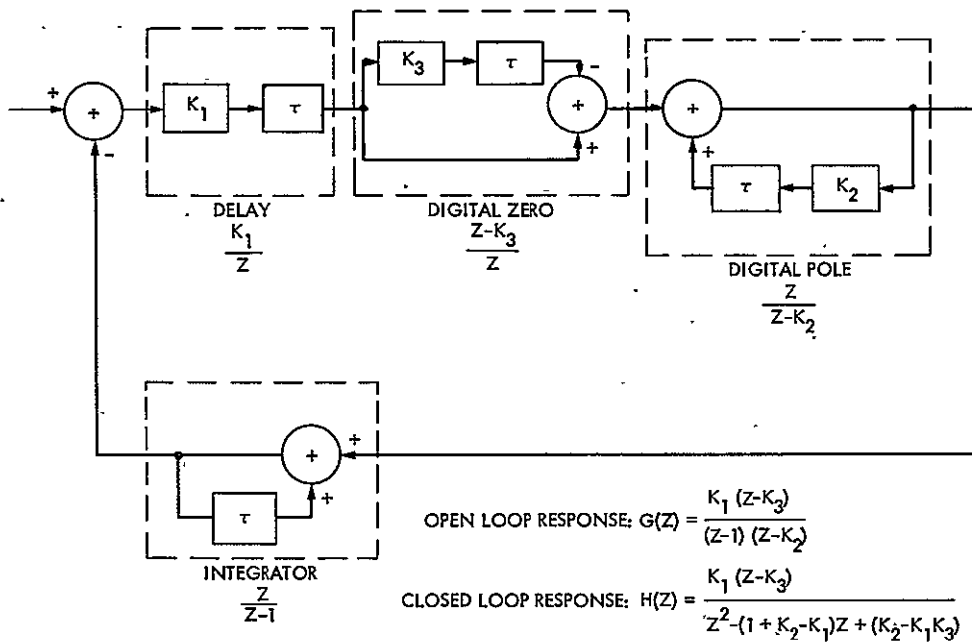 +
+
-
K1
τ
K3
τ
-
+
+
+
+
τ
K2
DELAY
K1
Z
DIGITAL ZERO
Z-K3
Z
DIGITAL POLE
Z
Z-K2
+
+
+
τ
INTEGRATOR
Z
Z-1
OPEN LOOP RESPONSE: G(Z) = K1 (Z-K3) / (Z-1) (Z-K2)
CLOSED LOOP RESPONSE: H(Z) = K1 (Z-K3) / Z²-(1 + K2-K1)Z + (K2-K1K3)